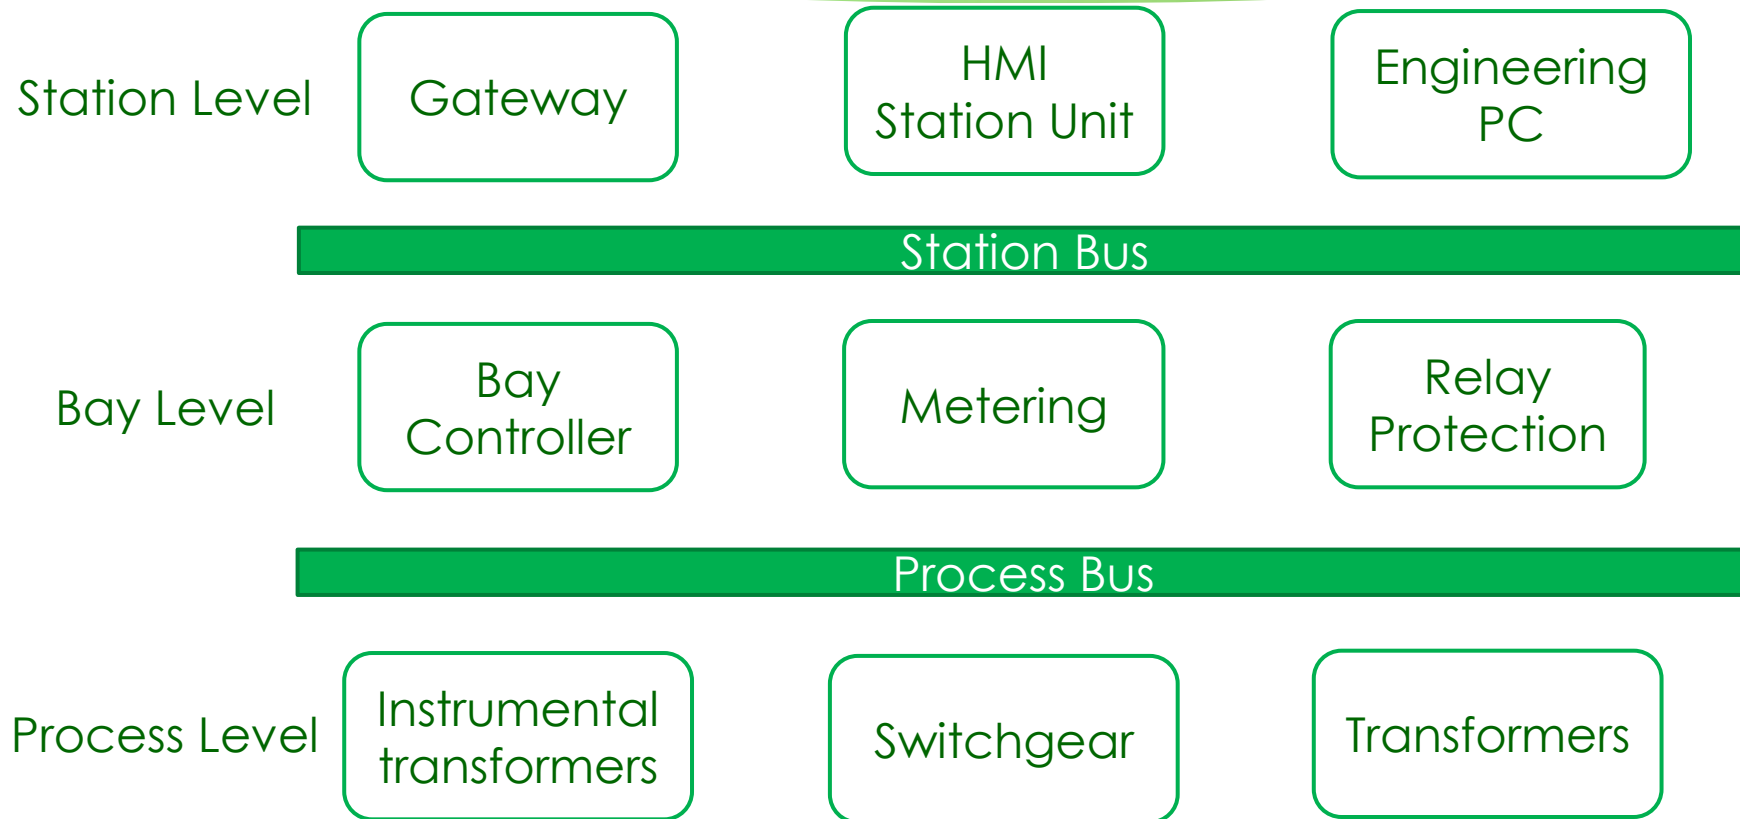 Station Level
Gateway
HMI
Station Unit
Engineering
PC
Station Bus
Bay Level
Bay
Controller
Metering
Relay
Protection
Process Bus
Process Level
Instrumental
transformers
Switchgear
Transformers